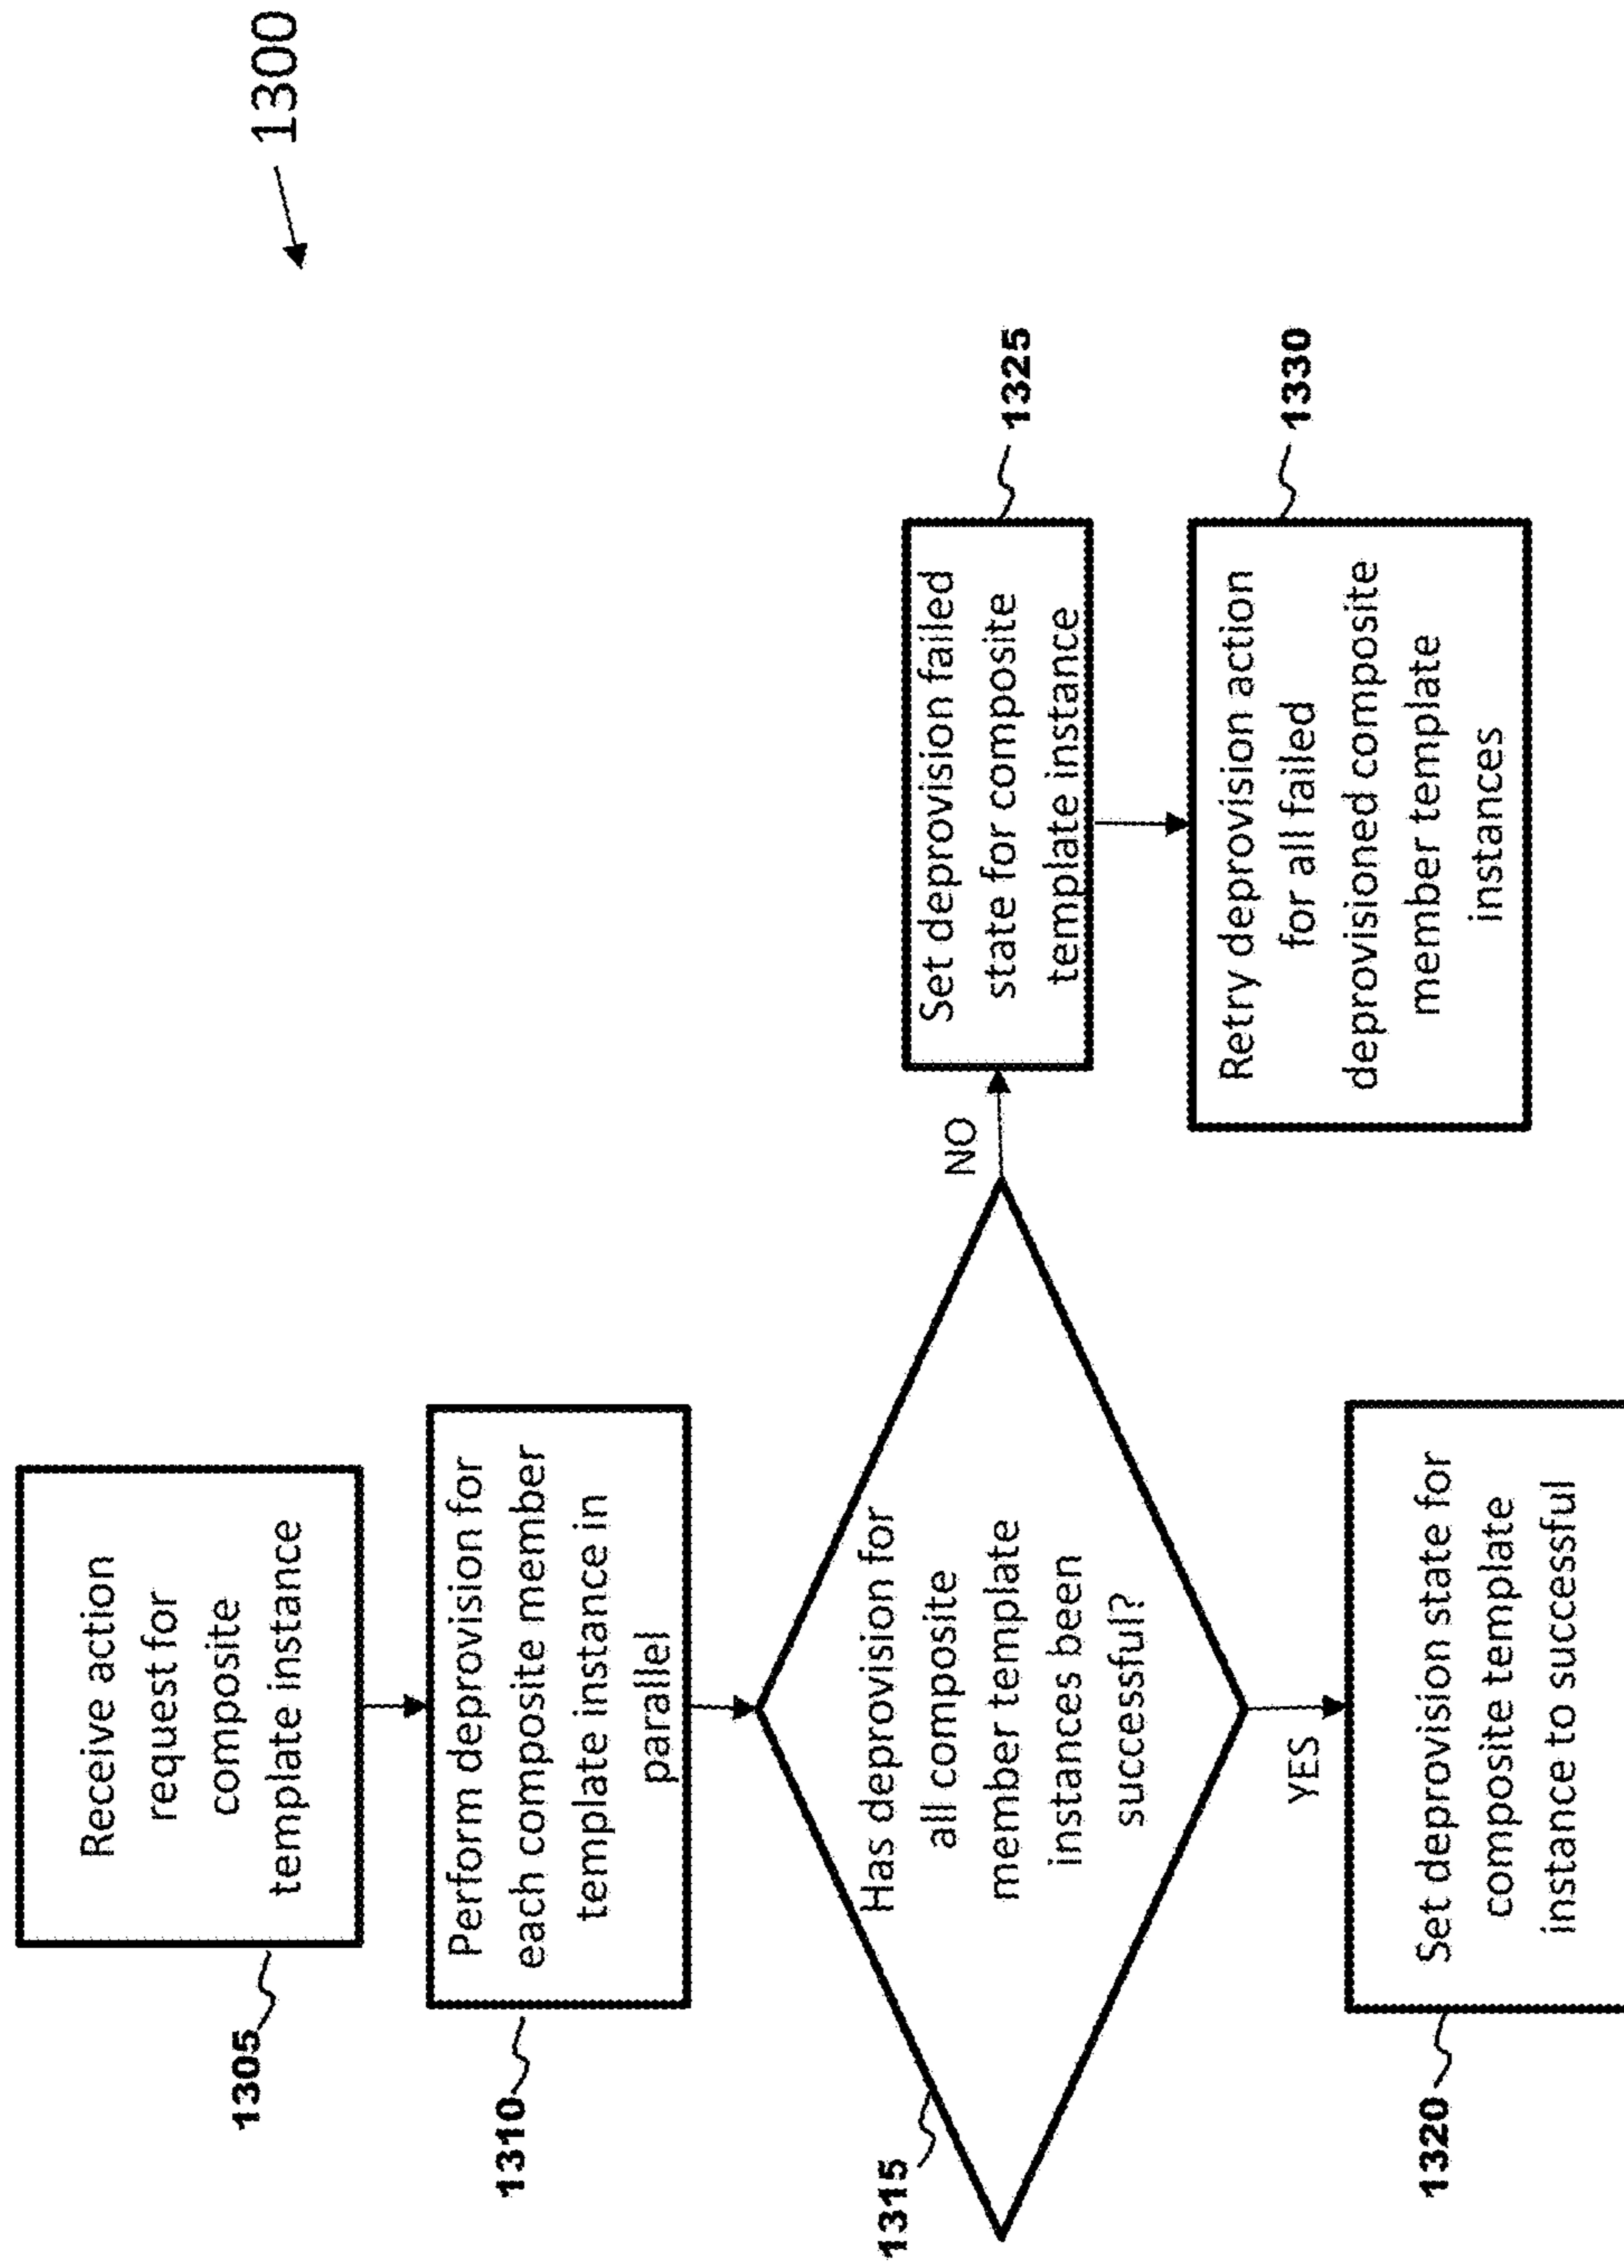 1300
1305
Receive action
request for
composite
template instance
1310
Perform deprovision for
each composite member
template instance in
parallel
1315
Has deprovision for
all composite
member template
instances been
successful?
NO
YES
Set deprovision failed
state for composite
template instance
1325
Retry deprovision action
for all failed
deprovisioned composite
member template
instances
1330
1320
Set deprovision state for
composite template
instance to successful